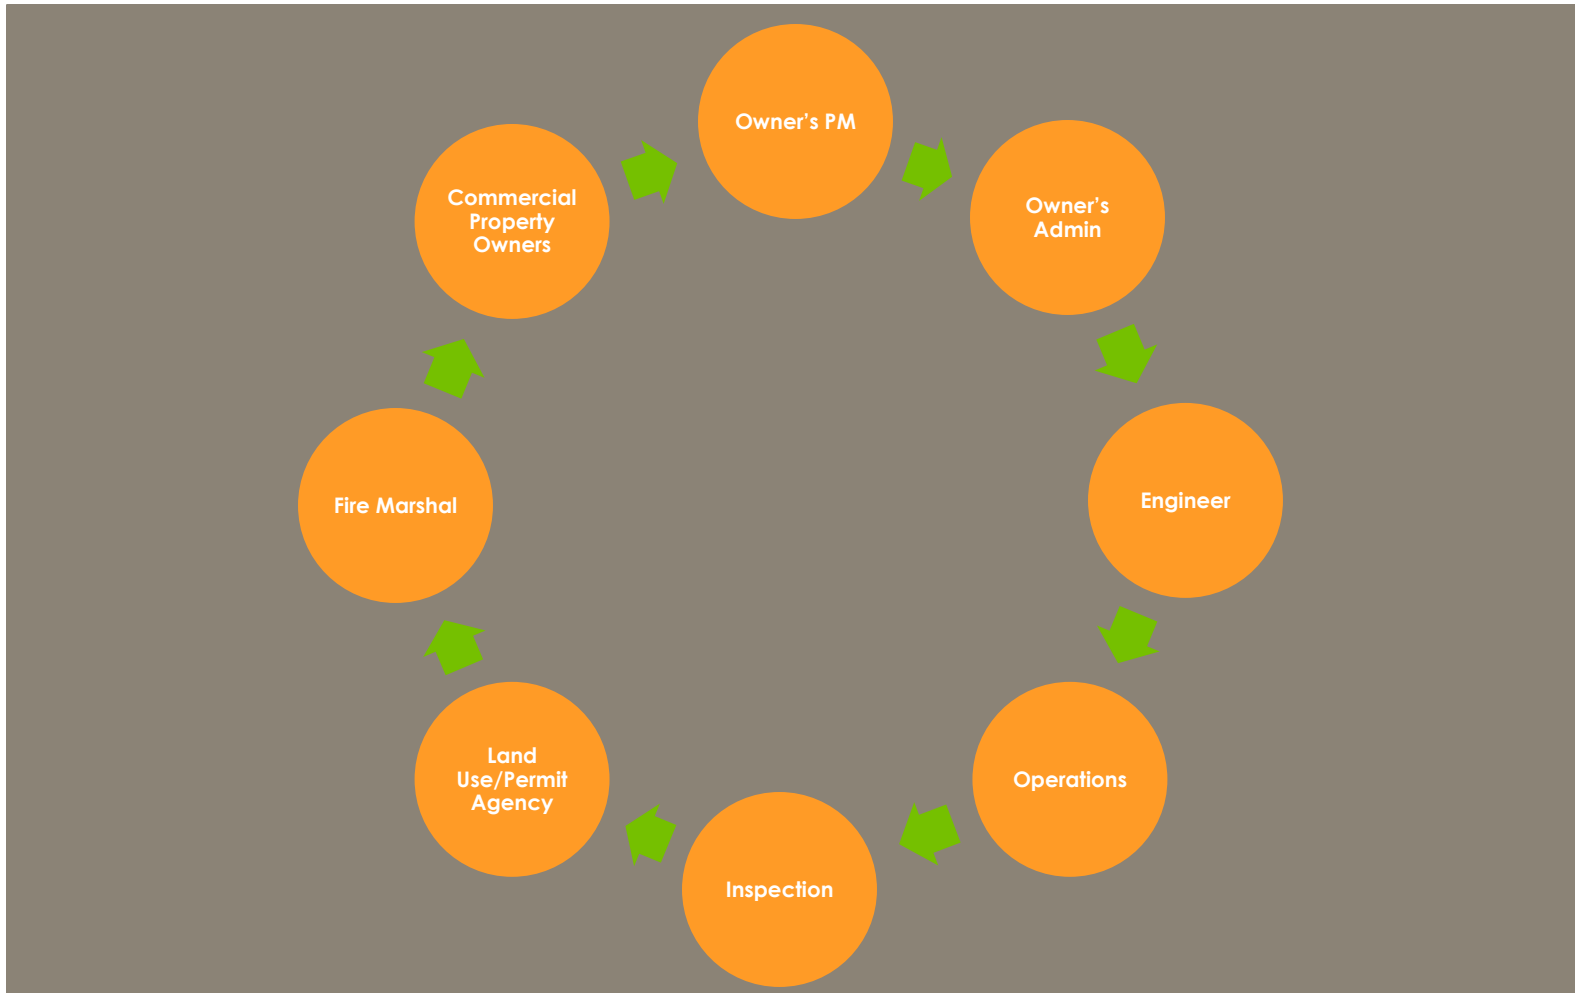 Owner’s PM
Owner’s
Admin
Engineer
Operations
Inspection
Land
Use/Permit
Agency
Fire Marshal
Commercial
Property
Owners